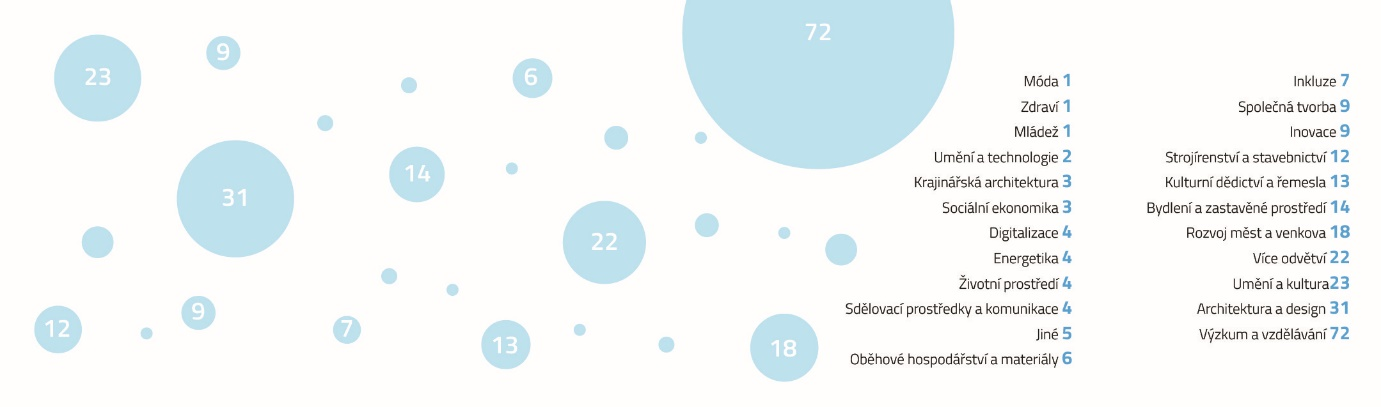 72
9
23
6
14
31
22
9
12
7
13
18
Móda 1
Zdraví 1
Mládež 1
Umění a technologie 2
Krajinářská architektura 3
Sociální ekonomika 3
Digitalizace 4
Energetika 4
Životní prostředí 4
Sdělovací prostředky a komunikace 4
Jiné 5
Oběhové hospodářství a materiály 6
Inkluze 7
Společná tvorba 9
Inovace 9
Strojírenství a stavebnictví 12
Kulturní dědictví a řemesla 13
Bydlení a zastavěné prostředí 14
Rozvoj měst a venkova 18
Více odvětví 22
Umění a kultura23
Architektura a design 31
Výzkum a vzdělávání 72